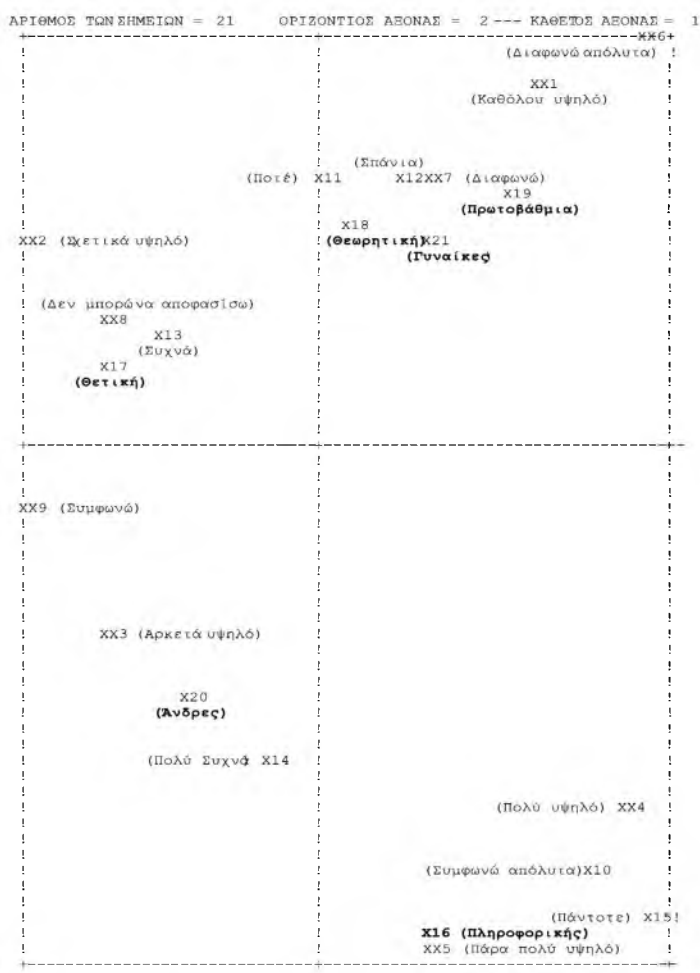 ΑΡΙΘΜΟΣ ΤΩΝ ΣΗΜΕΙΩΝ = 21 ΟΡΙΖΟΝΤΙΟΣ ΑΞΟΝΑΣ = 2 --- ΚΑΘΕΤΟΣ ΑΞΟΝΑΣ = 1
XX6
(Διαφωνώ απόλυτα)
XX1
(Καθόλου υψηλό)
(Σπάνια)
(Ποτέ) X11 X12XX7 (Διαφωνώ)
X19
(Πρωτοβάθμια)
X18
XX2 (Σχετικά υψηλό) (Θεωρητική)X21
(Γυναίκες)
(Δεν μπορώ να αποφασίσω)
XX8
X13
(Συχνά)
X17
(Θετική)
XX9 (Συμφωνώ)
XX3 (Αρκετά υψηλό)
X20
(Άνδρες)
(Πολύ Συχνά) X14
(Πολύ υψηλό) XX4
(Συμφωνώ απόλυτα)X10
(Πάντοτε) X15!
X16 (Πληροφορικής)
XX5 (Πάρα πολύ υψηλό)